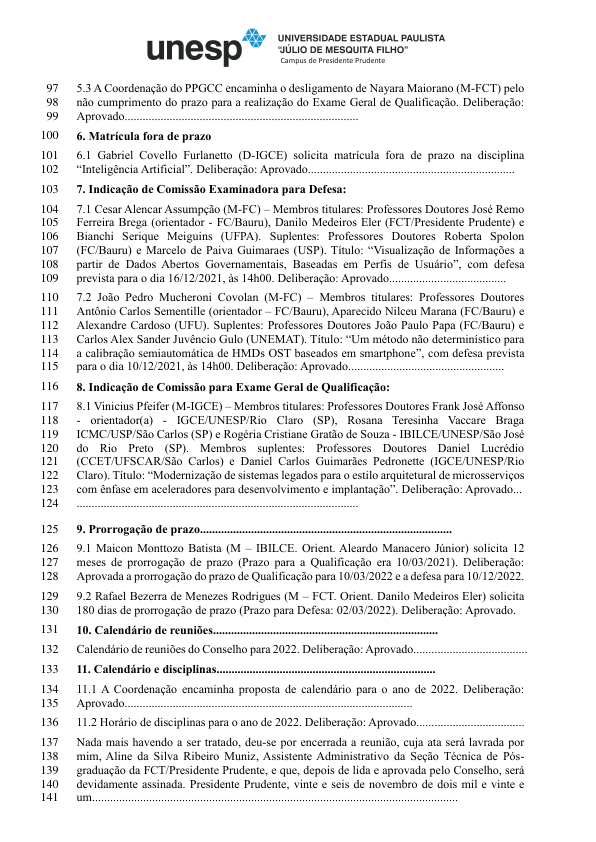 unesp
UNIVERSIDADE ESTADUAL PAULISTA
"JÚLIO DE MESQUITA FILHO"
Campus de Presidente Prudente
97 5.3 A Coordenação do PPGCC encaminha o desligamento de Nayara Maiorano (M-FCT) pelo
98 não cumprimento do prazo para a realização do Exame Geral de Qualificação. Deliberação:
99 Aprovado..............................................................................
100 6. Matrícula fora de prazo
101 6.1 Gabriel Covello Furlanetto (D-IGCE) solicita matrícula fora de prazo na disciplina
102 “Inteligência Artificial”. Deliberação: Aprovado.....................................................................
103 7. Indicação de Comissão Examinadora para Defesa:
104 7.1 Cesar Alencar Assumpção (M-FC) – Membros titulares: Professores Doutores José Remo
105 Ferreira Brega (orientador - FC/Bauru), Danilo Medeiros Eler (FCT/Presidente Prudente) e
106 Bianchi Serique Meiguins (UFPA). Suplentes: Professores Doutores Roberta Spolon
107 (FC/Bauru) e Marcelo de Paiva Guimaraes (USP). Título: “Visualização de Informações a
108 partir de Dados Abertos Governamentais, Baseadas em Perfis de Usuário”, com defesa
109 prevista para o dia 16/12/2021, às 14h00. Deliberação: Aprovado.......................................
110 7.2 João Pedro Mucheroni Covolan (M-FC) – Membros titulares: Professores Doutores
111 Antônio Carlos Sementille (orientador – FC/Bauru), Aparecido Nilceu Marana (FC/Bauru) e
112 Alexandre Cardoso (UFU). Suplentes: Professores Doutores João Paulo Papa (FC/Bauru) e
113 Carlos Alex Sander Juvêncio Gulo (UNEMAT). Título: “Um método não determinístico para
114 a calibração semiautomática de HMDs OST baseados em smartphone”, com defesa prevista
115 para o dia 10/12/2021, às 14h00. Deliberação: Aprovado....................................................
116 8. Indicação de Comissão para Exame Geral de Qualificação:
117 8.1 Vinicius Pfeifer (M-IGCE) – Membros titulares: Professores Doutores Frank José Affonso
118 - orientador(a) - IGCE/UNESP/Rio Claro (SP), Rosana Teresinha Vaccare Braga
119 ICMC/USP/São Carlos (SP) e Rogéria Cristiane Gratão de Souza - IBILCE/UNESP/São José
120 do Rio Preto (SP). Membros suplentes: Professores Doutores Daniel Lucrédio
121 (CCET/UFSCAR/São Carlos) e Daniel Carlos Guimarães Pedronette (IGCE/UNESP/Rio
122 Claro). Título: “Modernização de sistemas legados para o estilo arquitetural de microsserviços
123 com ênfase em aceleradores para desenvolvimento e implantação”. Deliberação: Aprovado...
124 ..............................................................................................
125 9. Prorrogação de prazo....................................................................................
126 9.1 Maicon Monttozo Batista (M – IBILCE. Orient. Aleardo Manacero Júnior) solicita 12
127 meses de prorrogação de prazo (Prazo para a Qualificação era 10/03/2021). Deliberação:
128 Aprovada a prorrogação do prazo de Qualificação para 10/03/2022 e a defesa para 10/12/2022.
129 9.2 Rafael Bezerra de Menezes Rodrigues (M – FCT. Orient. Danilo Medeiros Eler) solicita
130 180 dias de prorrogação de prazo (Prazo para Defesa: 02/03/2022). Deliberação: Aprovado.
131 10. Calendário de reuniões...........................................................................
132 Calendário de reuniões do Conselho para 2022. Deliberação: Aprovado......................................
133 11. Calendário e disciplinas.........................................................................
134 11.1 A Coordenação encaminha proposta de calendário para o ano de 2022. Deliberação:
135 Aprovado................................................................................................
136 11.2 Horário de disciplinas para o ano de 2022. Deliberação: Aprovado....................................
137 Nada mais havendo a ser tratado, deu-se por encerrada a reunião, cuja ata será lavrada por
138 mim, Aline da Silva Ribeiro Muniz, Assistente Administrativo da Seção Técnica de Pós-
139 graduação da FCT/Presidente Prudente, e que, depois de lida e aprovada pelo Conselho, será
140 devidamente assinada. Presidente Prudente, vinte e seis de novembro de dois mil e vinte e
141 um..........................................................................................................................